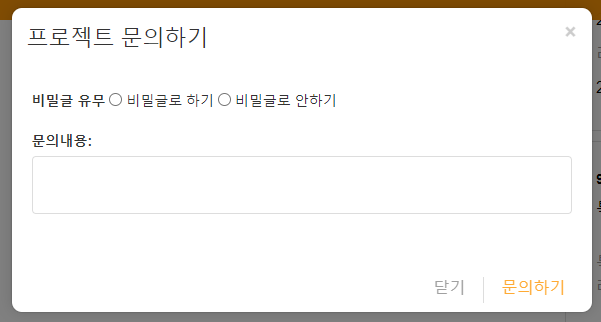 프로젝트 문의하기 ×
비밀글 유무 비밀글로 하기 비밀글로 안하기
문의내용:
닫기 문의하기